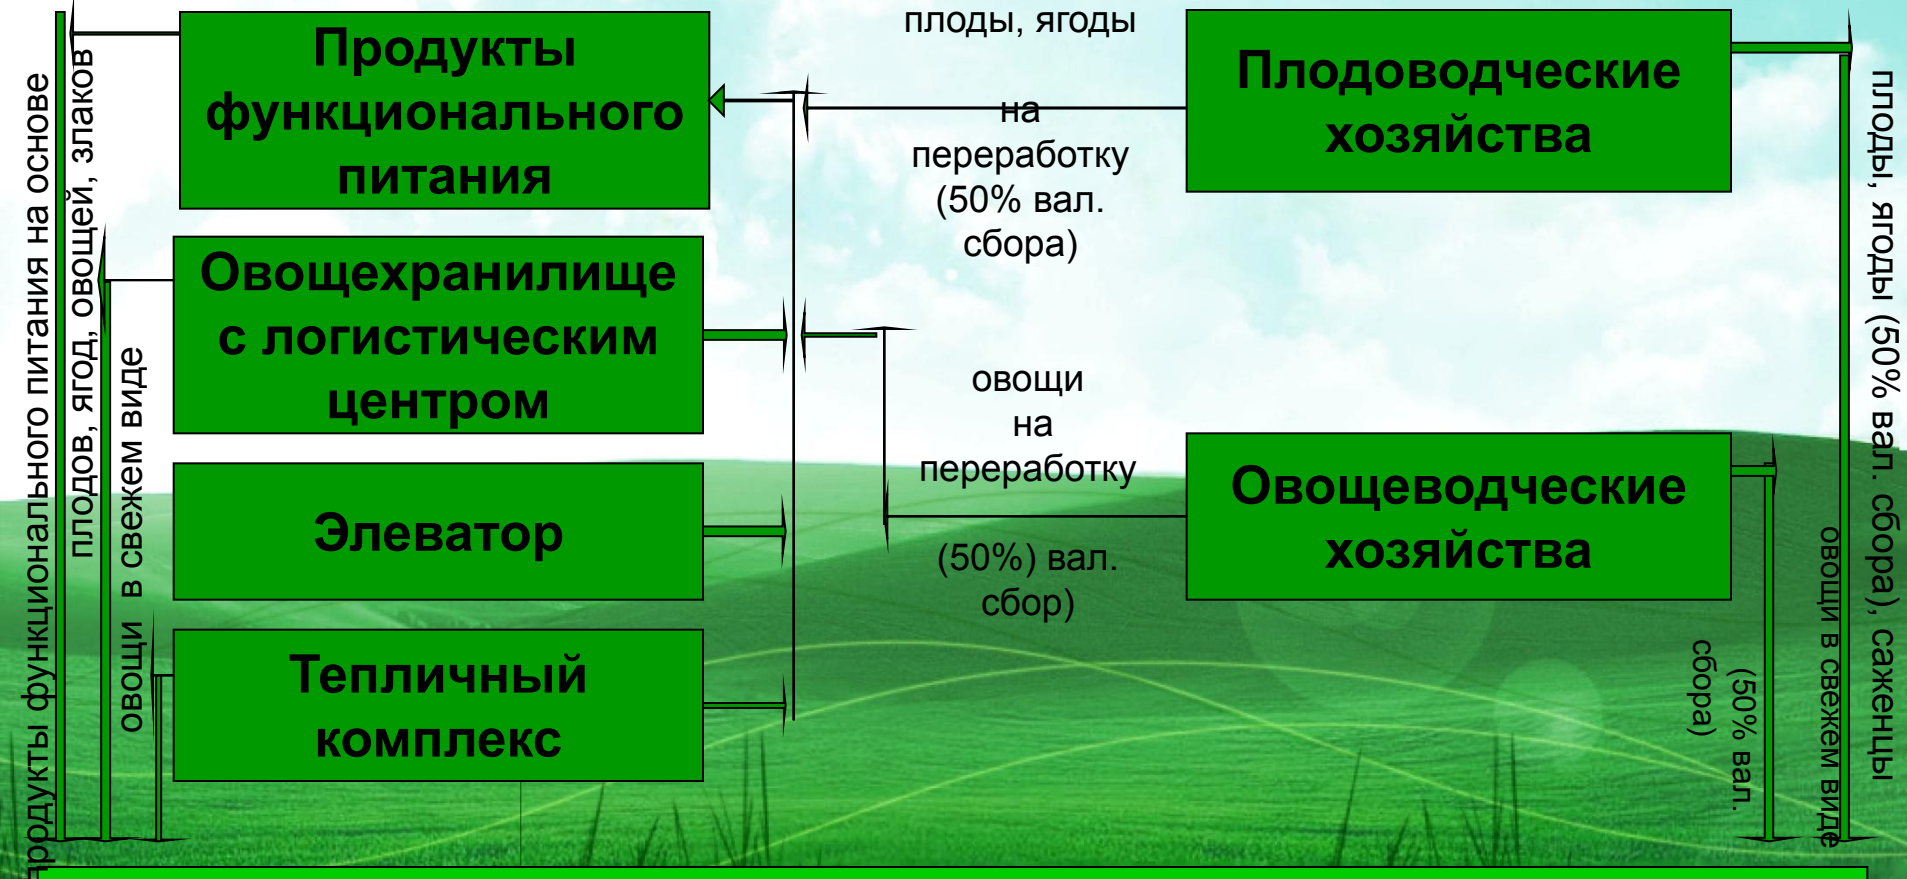 продукты функционального питания на основе
плодов, ягод, овощей, злаков
овощи в свежем виде
Продукты
функционального
питания
Овощехранилище
с логистическим
центром
Элеватор
Тепличный
комплекс
плоды, ягоды
на
переработку
(50% вал.
сбора)
овощи
на
переработку
(50%) вал.
сбор)
Плодоводческие
хозяйства
Овощеводческие
хозяйства
плоды, ягоды (50% вал. сбора), саженцы
овощи в свежем виде
(50% вал.
сбора)